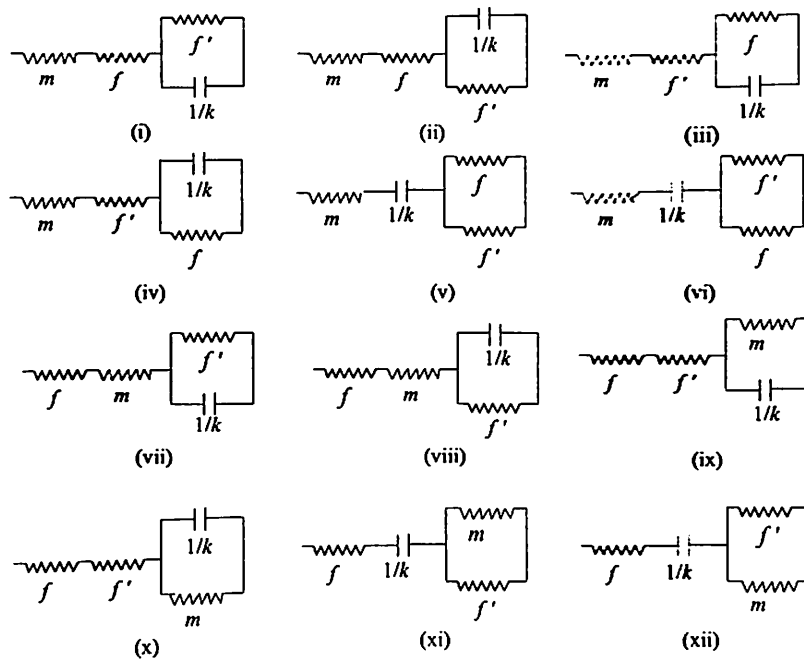 f' 1/k f
m f 1/k m f f' m f' 1/k
(i) (ii) (iii)
1/k f f'
m f' f m 1/k f' m 1/k f
(iv) (v) (vi)
f' 1/k m
f m 1/k f m f' f f' 1/k
(vii) (viii) (ix)
1/k m f'
f f' m f 1/k f' f 1/k m
(x) (xi) (xii)